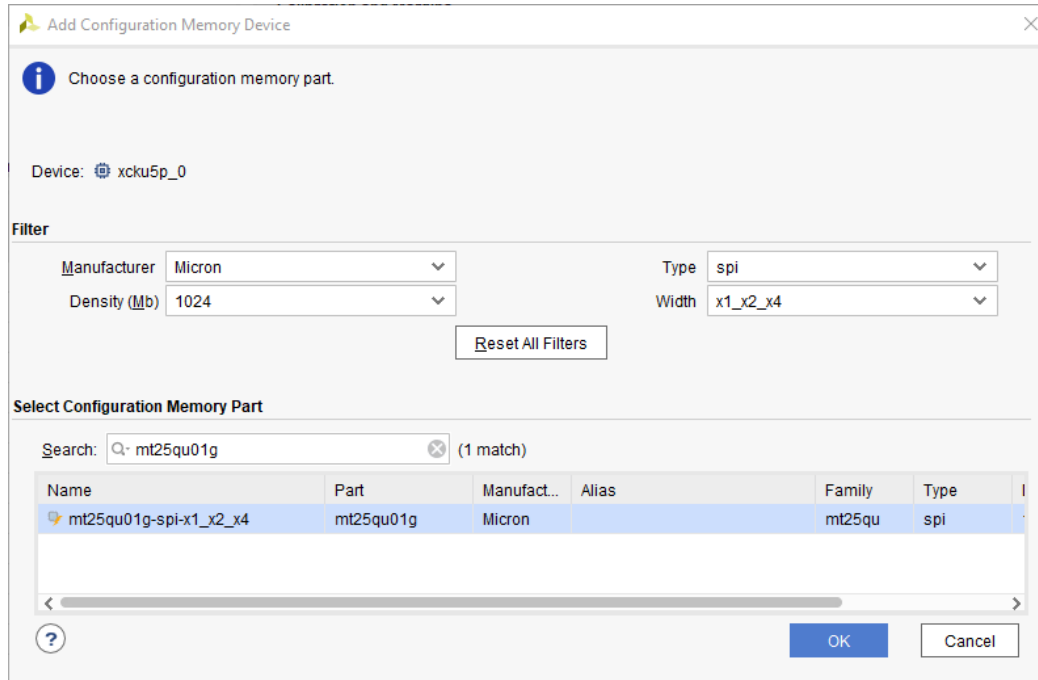 Add Configuration Memory Device
Choose a configuration memory part.
Device: xcku5p_0
Filter
Manufacturer Micron Type spi
Density (Mb) 1024 Width x1_x2_x4
Reset All Filters
Select Configuration Memory Part
Search: mt25qu01g (1 match)
Name Part Manufact... Alias Family Type
mt25qu01g-spi-x1_x2_x4 mt25qu01g Micron mt25qu spi
? OK Cancel